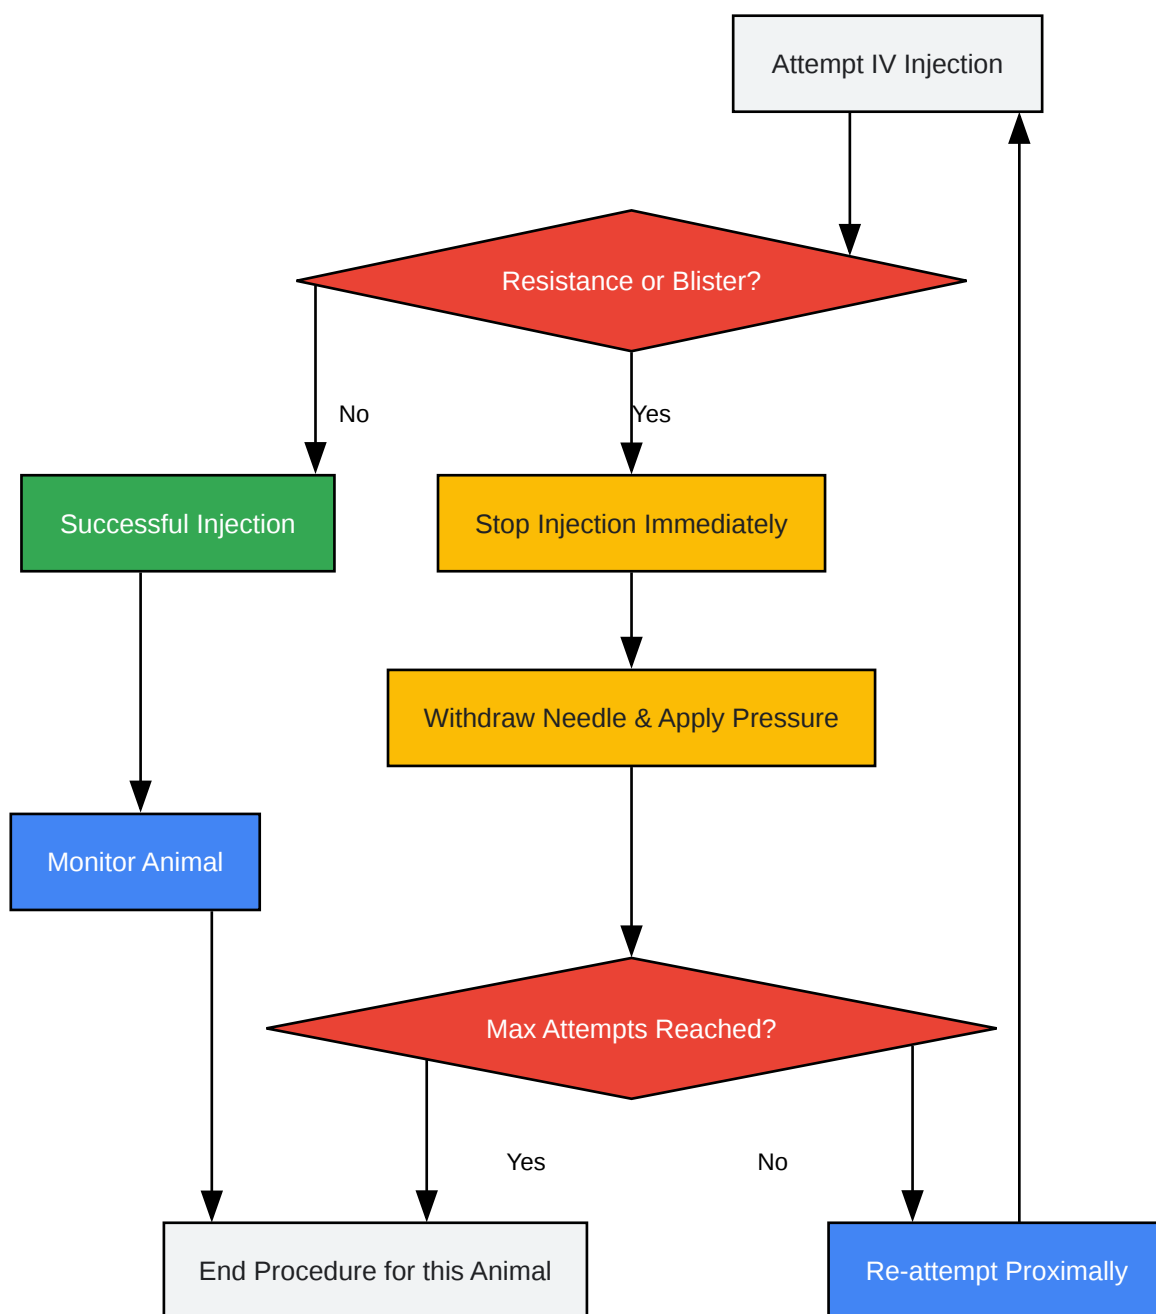 Attempt IV Injection
Resistance or Blister?
No
Yes
Successful Injection
Stop Injection Immediately
Withdraw Needle & Apply Pressure
Monitor Animal
Max Attempts Reached?
Yes
No
End Procedure for this Animal
Re-attempt Proximally